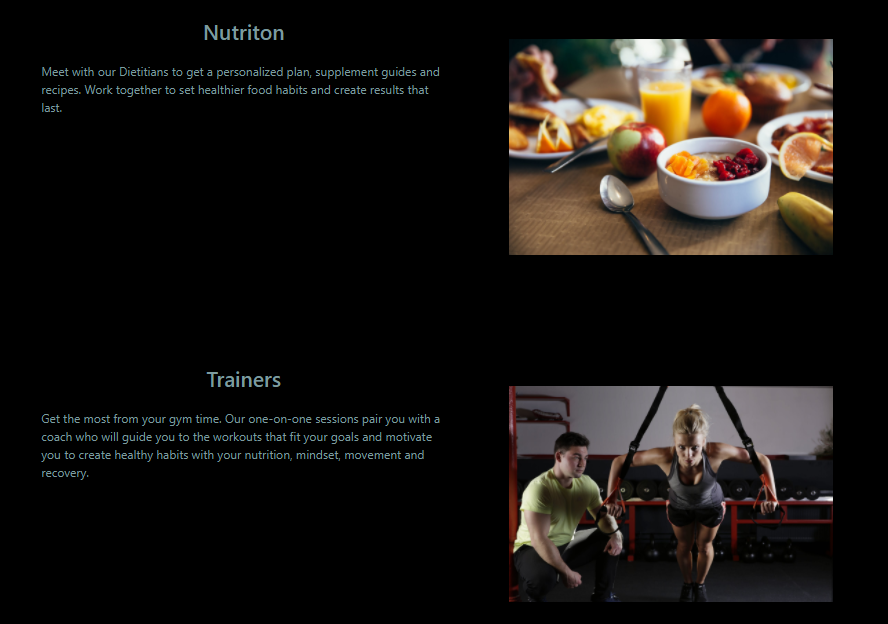 Nutriton
Meet with our Dietitians to get a personalized plan, supplement guides and
recipes. Work together to set healthier food habits and create results that
last.
Trainers
Get the most from your gym time. Our one-on-one sessions pair you with a
coach who will guide you to the workouts that fit your goals and motivate
you to create healthy habits with your nutrition, mindset, movement and
recovery.